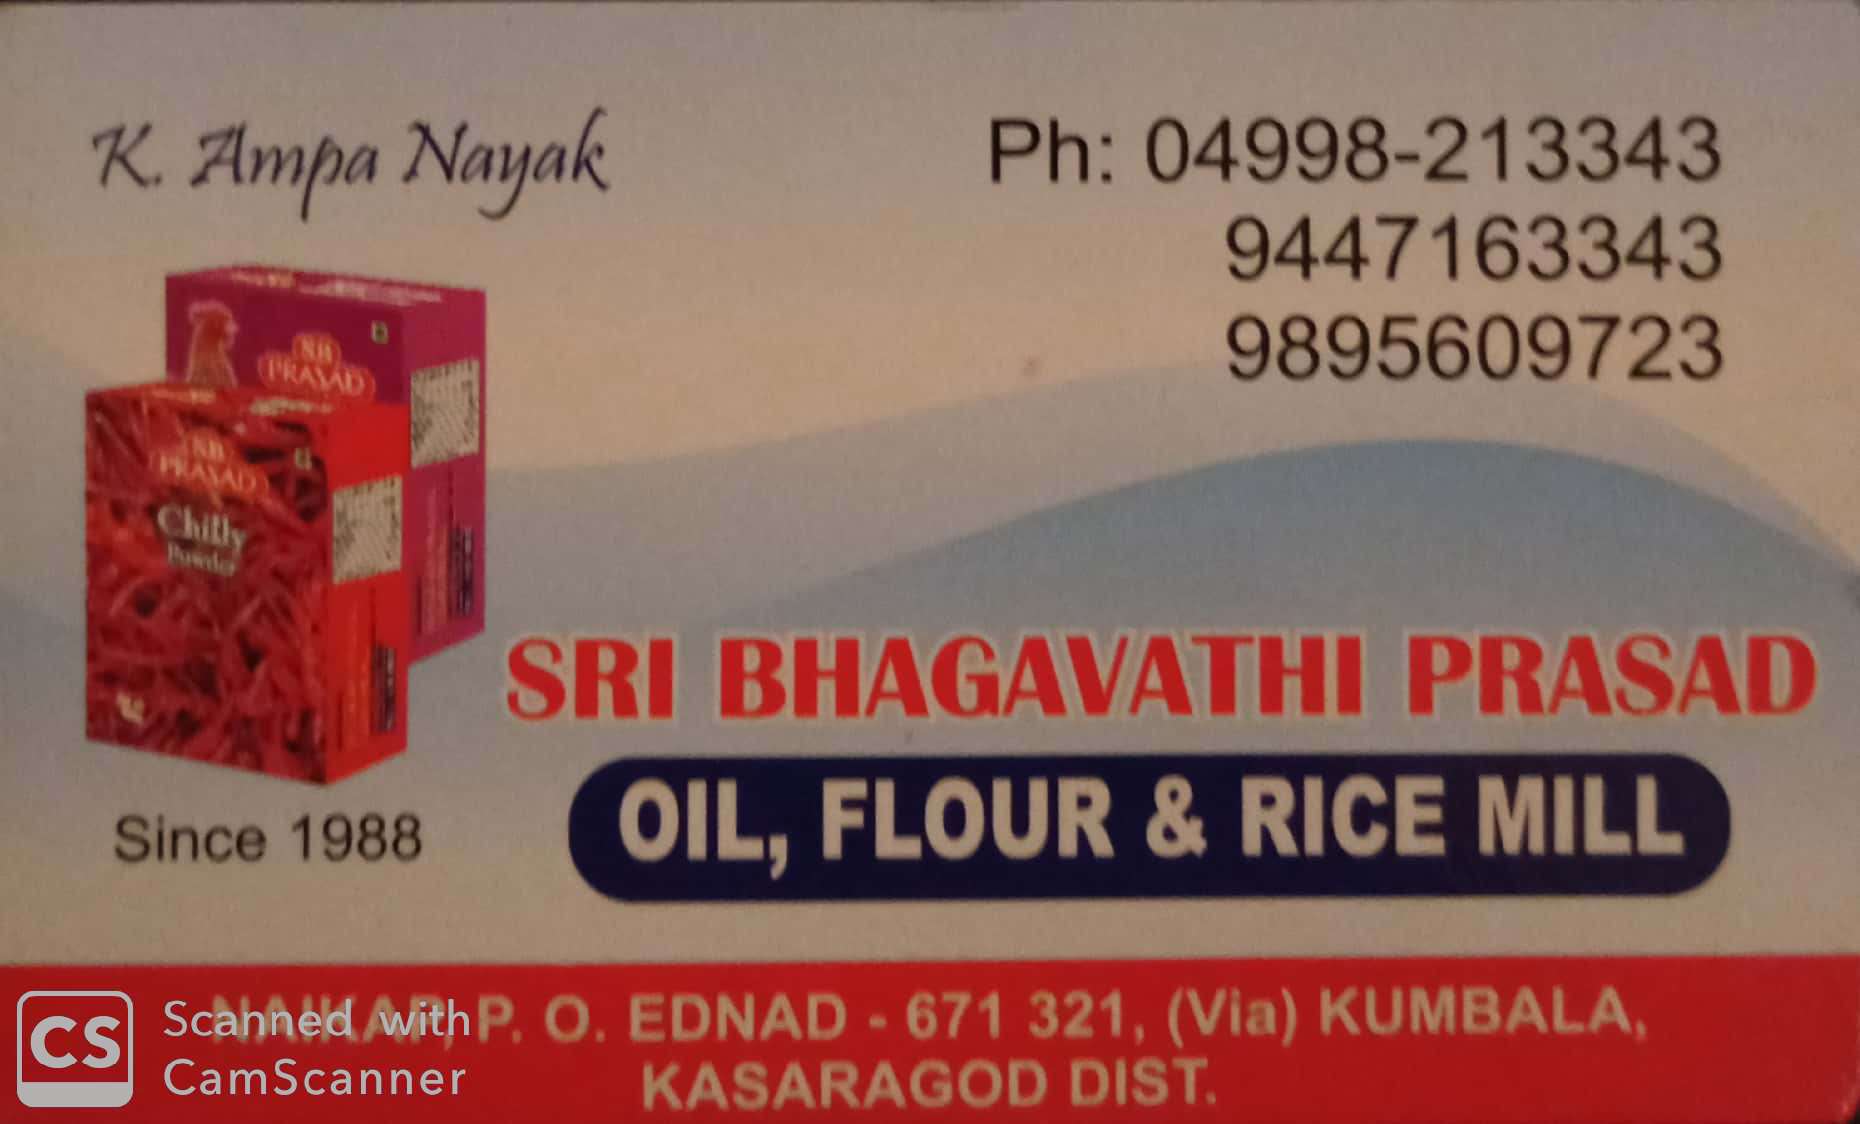 K. Ampa Nayak
Ph: 04998-213343
9447163343
9895609723
SB
PRASAD
SB
PRASAD
Chilly
Powder
Since 1988
SRI BHAGAVATHI PRASAD
OIL, FLOUR & RICE MILL
P. O. EDNAD - 671 321, (Via) KUMBALA,
KASARAGOD DIST.
CS
Scanned with
CamScanner